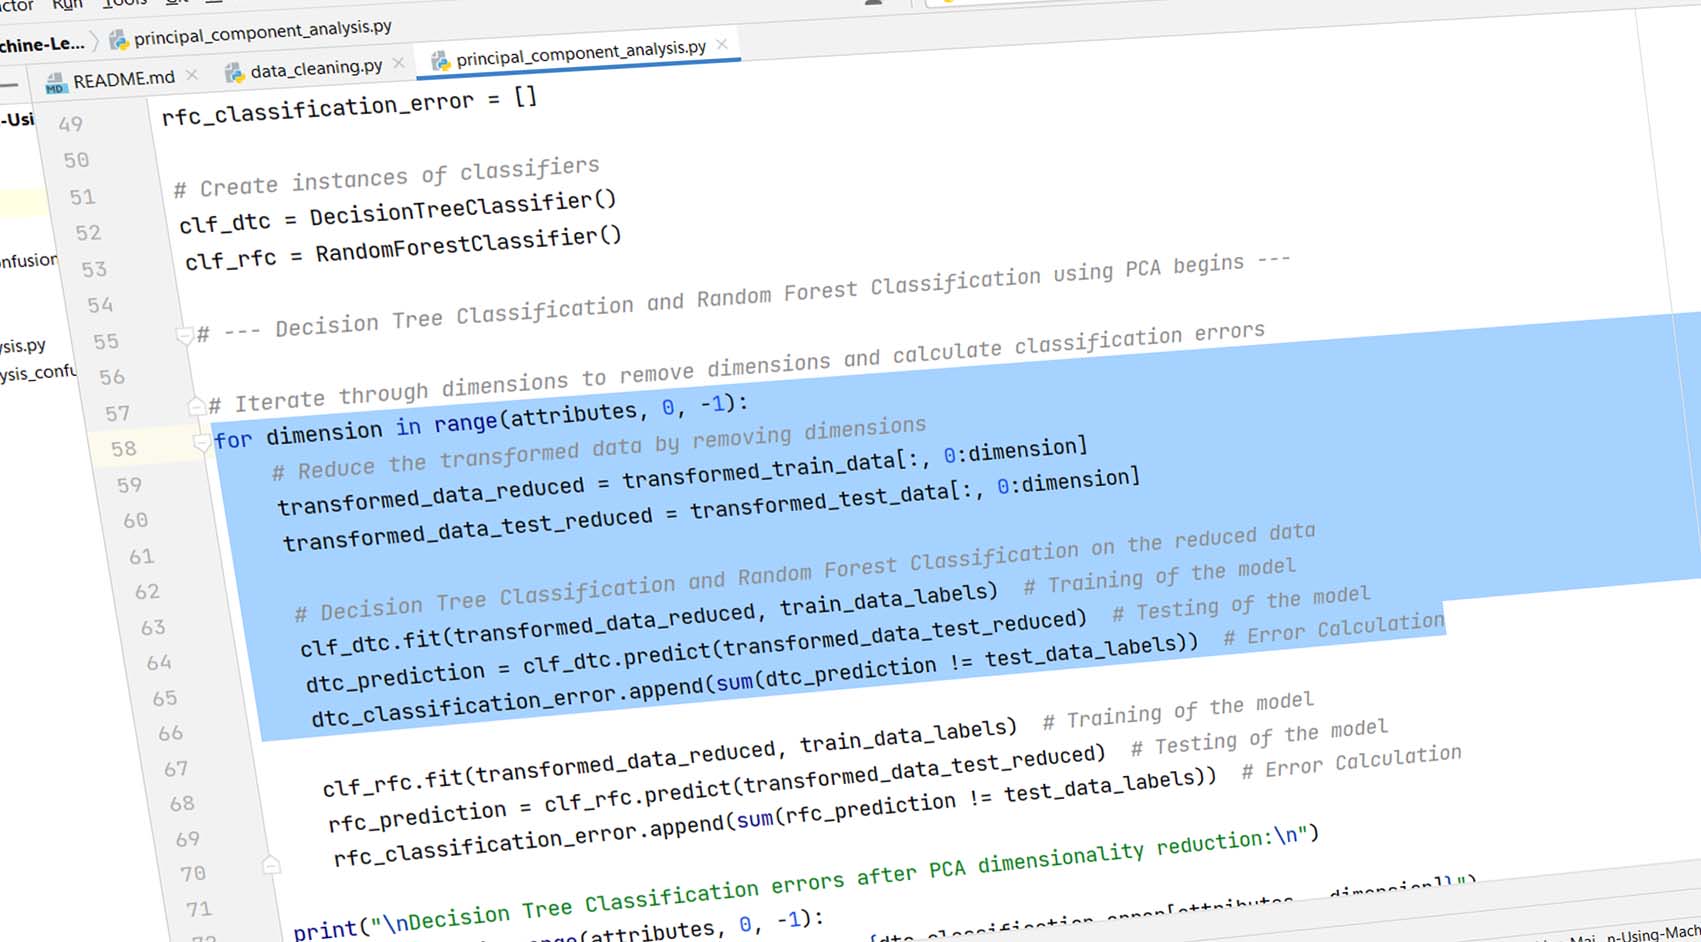 Run Tools
chine-Le... principal_component_analysis.py
README.md data_cleaning.py principal_component_analysis.py
-Usi
onfusion
ysis.py
ysis_confu
49 rfc_classification_error = []
50
51 # Create instances of classifiers
52 clf_dtc = DecisionTreeClassifier()
53 clf_rfc = RandomForestClassifier()
54
55 # --- Decision Tree Classification and Random Forest Classification using PCA begins ---
56
57 # Iterate through dimensions to remove dimensions and calculate classification errors
58 for dimension in range(attributes, 0, -1):
59 # Reduce the transformed data by removing dimensions
60 transformed_data_reduced = transformed_train_data[:, 0:dimension]
61 transformed_data_test_reduced = transformed_test_data[:, 0:dimension]
62
63 # Decision Tree Classification and Random Forest Classification on the reduced data
64 clf_dtc.fit(transformed_data_reduced, train_data_labels) # Training of the model
65 dtc_prediction = clf_dtc.predict(transformed_data_test_reduced) # Testing of the model
66 dtc_classification_error.append(sum(dtc_prediction != test_data_labels)) # Error Calculation
67
68 clf_rfc.fit(transformed_data_reduced, train_data_labels) # Training of the model
69 rfc_prediction = clf_rfc.predict(transformed_data_test_reduced) # Testing of the model
70 rfc_classification_error.append(sum(rfc_prediction != test_data_labels)) # Error Calculation
71
print("\nDecision Tree Classification errors after PCA dimensionality reduction:\n")
(attributes, 0, -1):
n-Using-Mach